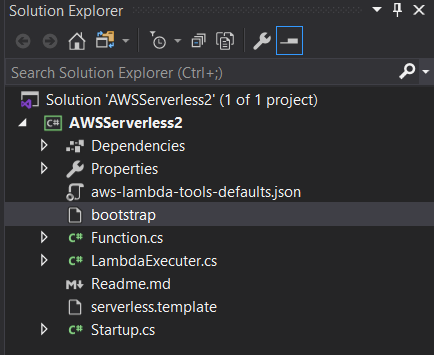 Solution Explorer
Search Solution Explorer (Ctrl+;)
Solution 'AWSServerless2' (1 of 1 project)
C# AWSServerless2
Dependencies
Properties
aws-lambda-tools-defaults.json
bootstrap
C# Function.cs
C# LambdaExecuter.cs
M↓ Readme.md
serverless.template
C# Startup.cs